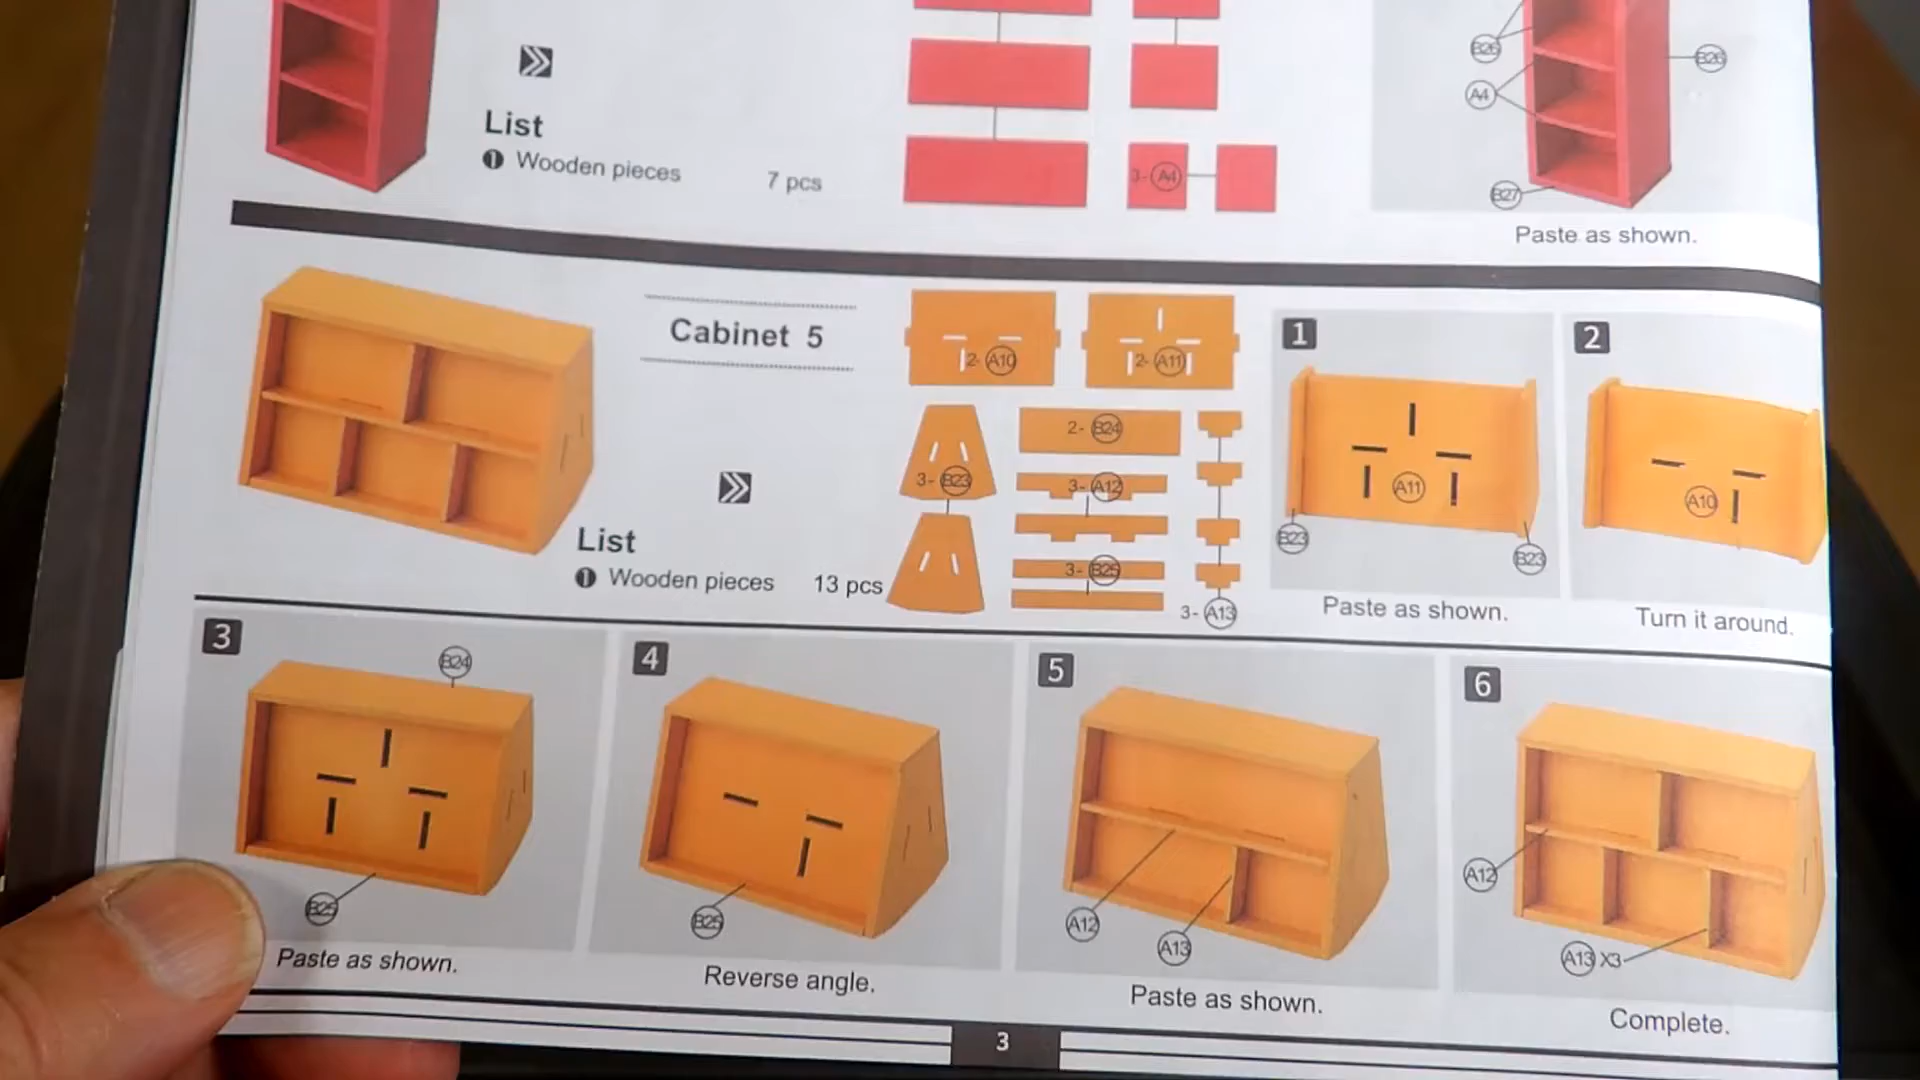 List
❶ Wooden pieces 7 pcs
3- A4
B26
A4
B26
B27
Paste as shown.
Cabinet 5
List
❶ Wooden pieces 13 pcs
2- A10
2- A11
3- B23
2- B24
3- A12
3- B25
3- A13
1
A11
B23
B23
Paste as shown.
2
A10
Turn it around.
3
B24
B25
Paste as shown.
4
B25
Reverse angle.
5
A12
A13
Paste as shown.
6
A12
A13 X3
Complete.
3